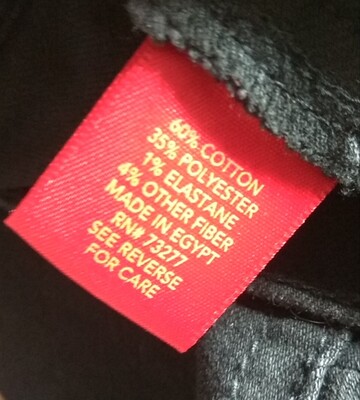 60% COTTON
35% POLYESTER
1% ELASTANE
4% OTHER FIBER
MADE IN EGYPT
RN# 73277
SEE REVERSE
FOR CARE